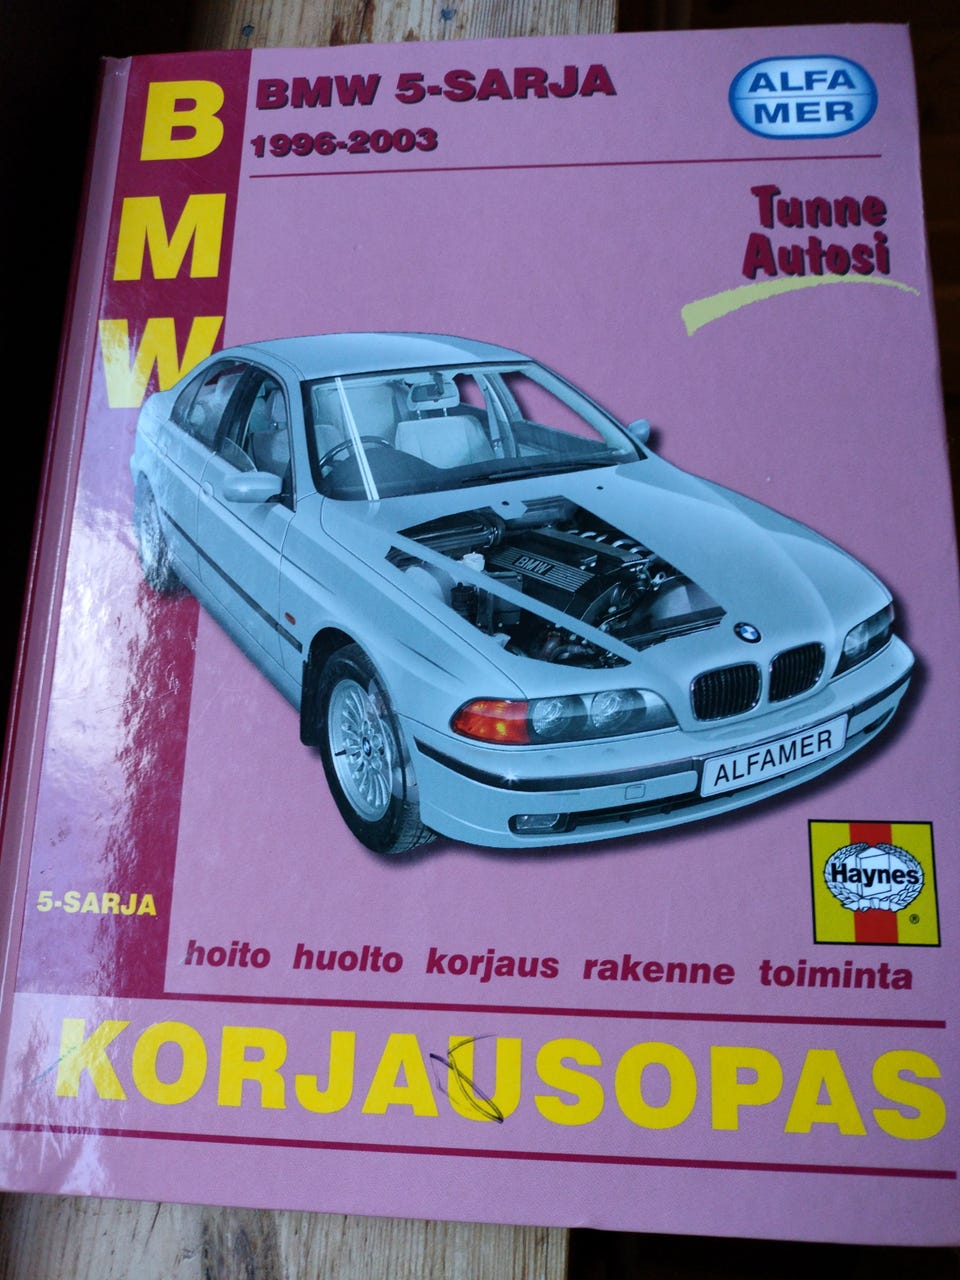 BMW
BMW 5-SARJA
1996-2003
ALFA
MER
Tunne
Autosi
BMW
ALFAMER
Haynes
®
5-SARJA
hoito huolto korjaus rakenne toiminta
KORJAUSOPAS